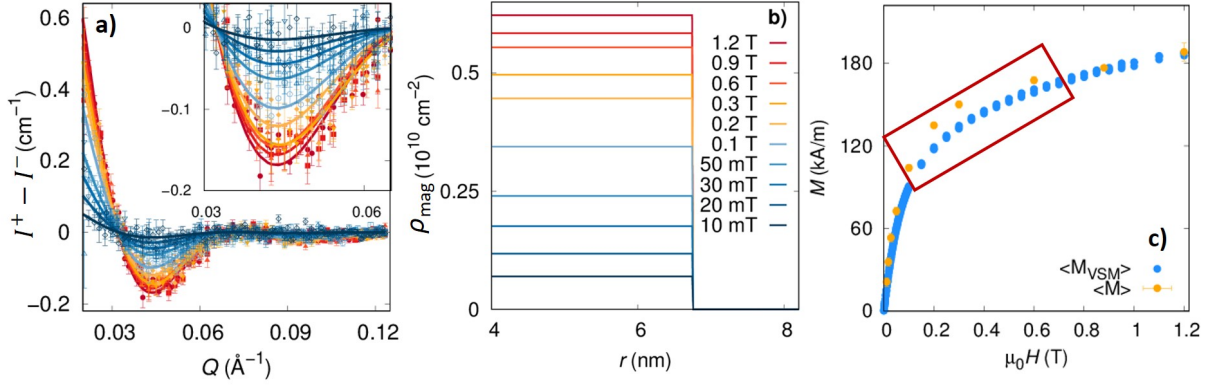 a)
0.6
0.4
0.2
0
−0.2
I⁺ − I⁻ (cm⁻¹)
0.03
0.06
0.09
0.12
Q (Å⁻¹)
0
−0.1
−0.2
0.03
0.06
b)
0.5
0.25
0
ρmag (10¹⁰ cm⁻²)
4
6
8
r (nm)
1.2 T
0.9 T
0.6 T
0.3 T
0.2 T
0.1 T
50 mT
30 mT
20 mT
10 mT
180
120
60
0
M (kA/m)
0
0.2
0.4
0.6
0.8
1
1.2
μ₀H (T)
c)
<M_VSM>
<M>